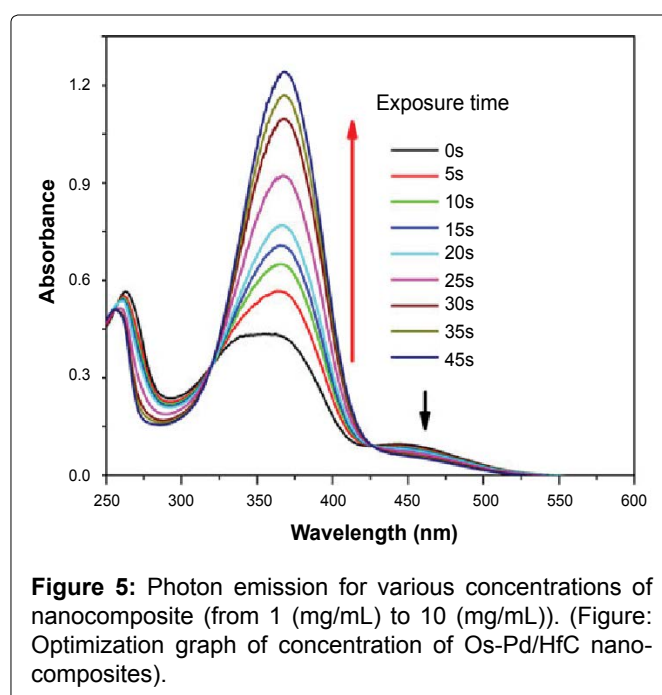 1.2
0.9
0.6
0.3
0.0
Absorbance
Exposure time
0s
5s
10s
15s
20s
25s
30s
35s
45s
250 300 350 400 450 500 550 600
Wavelength (nm)
Figure 5: Photon emission for various concentrations of
nanocomposite (from 1 (mg/mL) to 10 (mg/mL)). (Figure:
Optimization graph of concentration of Os-Pd/HfC nano-
composites).